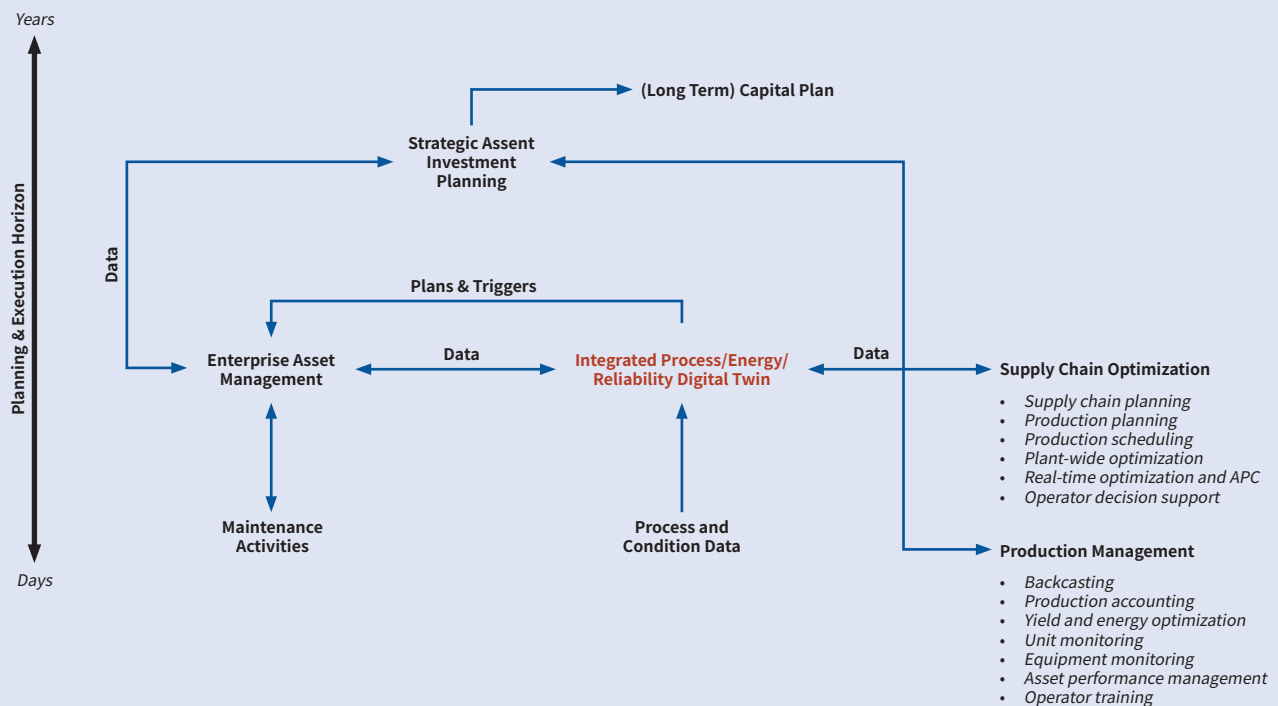 Years
(Long Term) Capital Plan
Strategic Assent
Investment
Planning
Planning & Execution Horizon
Data
Plans & Triggers
Enterprise Asset
Management
Data
Integrated Process/Energy/
Reliability Digital Twin
Data
Supply Chain Optimization
• Supply chain planning
• Production planning
• Production scheduling
• Plant-wide optimization
• Real-time optimization and APC
• Operator decision support
Maintenance
Activities
Process and
Condition Data
Production Management
• Backcasting
• Production accounting
• Yield and energy optimization
• Unit monitoring
• Equipment monitoring
• Asset performance management
• Operator training
Days